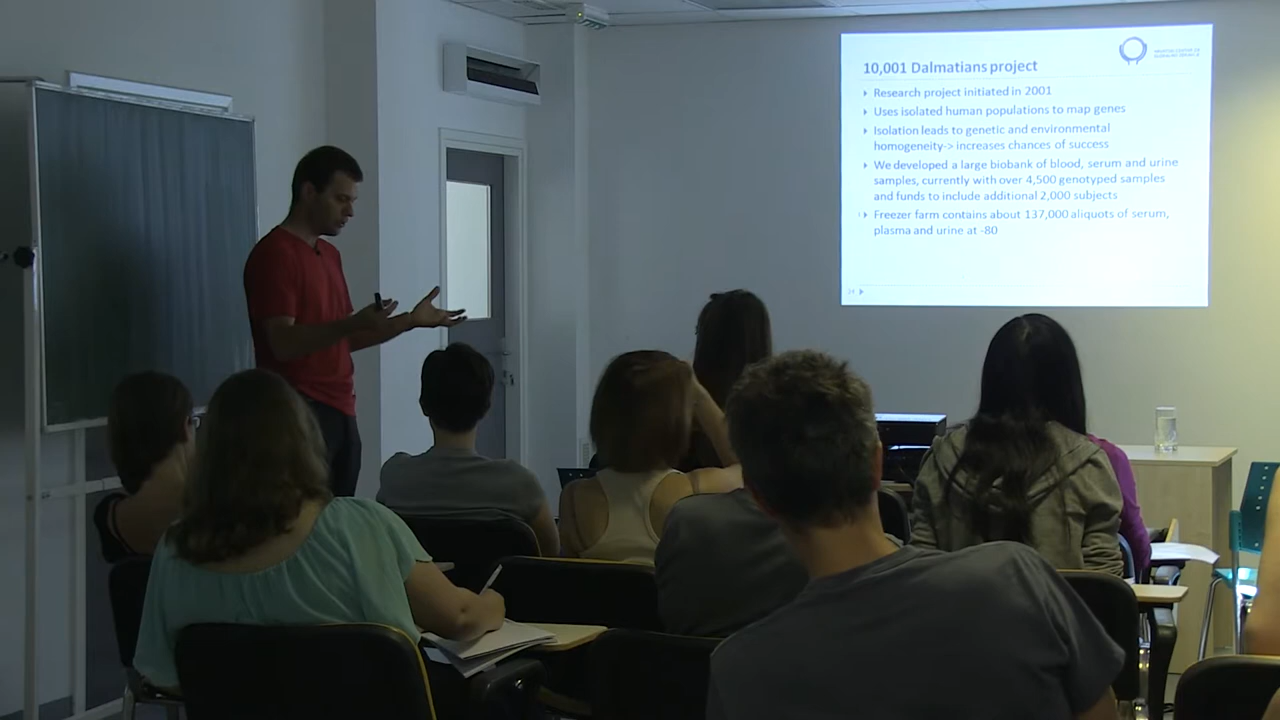 10,001 Dalmatians project
Research project initiated in 2001
Uses isolated human populations to map genes
Isolation leads to genetic and environmental
homogeneity-> increases chances of success
We developed a large biobank of blood, serum and urine
samples, currently with over 4,500 genotyped samples
and funds to include additional 2,000 subjects
Freezer farm contains about 137,000 aliquots of serum,
plasma and urine at -80